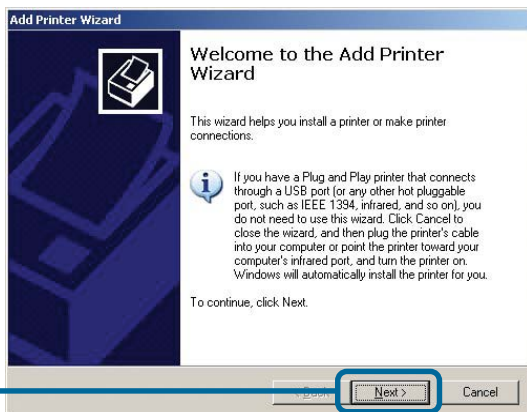 Add Printer Wizard
Welcome to the Add Printer
Wizard
This wizard helps you install a printer or make printer
connections.
If you have a Plug and Play printer that connects
through a USB port (or any other hot pluggable
port, such as IEEE 1394, infrared, and so on), you
do not need to use this wizard. Click Cancel to
close the wizard, and then plug the printer's cable
into your computer or point the printer toward your
computer's infrared port, and turn the printer on.
Windows will automatically install the printer for you.
To continue, click Next.
Next > Cancel